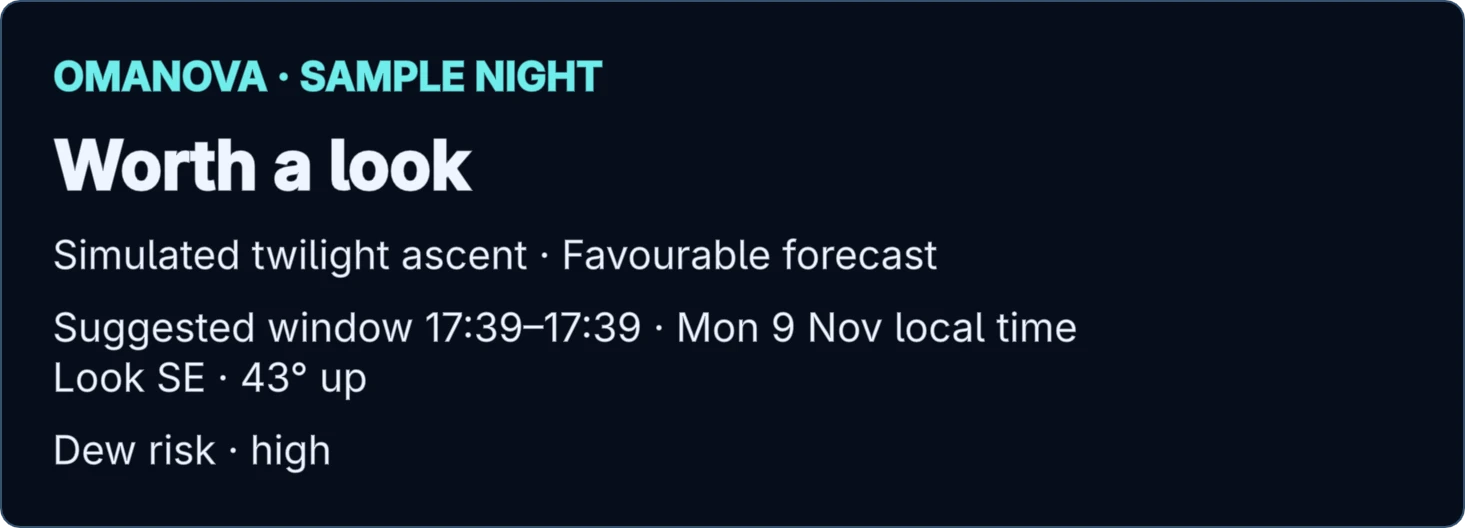 OMANOVA · SAMPLE NIGHT
Worth a look
Simulated twilight ascent · Favourable forecast
Suggested window 17:39–17:39 · Mon 9 Nov local time
Look SE · 43° up
Dew risk · high